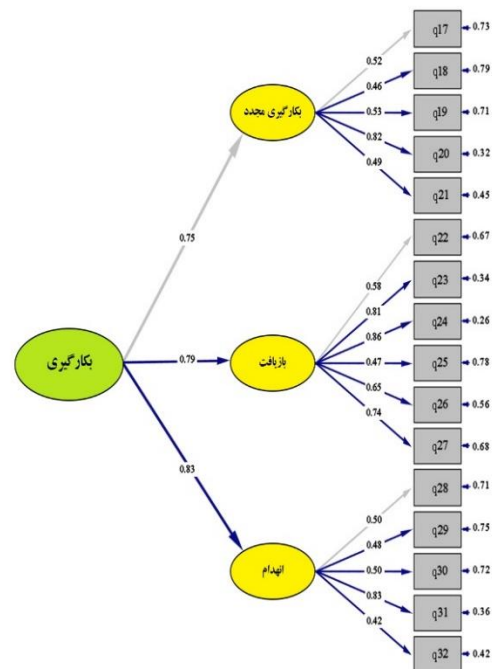 q17 0.73
0.52
q18 0.79
0.46
q19 0.71
0.53
q20 0.32
0.82
q21 0.45
0.49
بکارگیری مجدد
0.75
q22 0.67
0.58
q23 0.34
0.81
q24 0.26
0.86
q25 0.78
0.47
q26 0.56
0.65
q27 0.68
0.74
بکارگیری
0.79
بازیافت
0.83
q28 0.71
0.50
q29 0.75
0.48
q30 0.72
0.50
q31 0.36
0.83
q32 0.42
0.42
انهدام